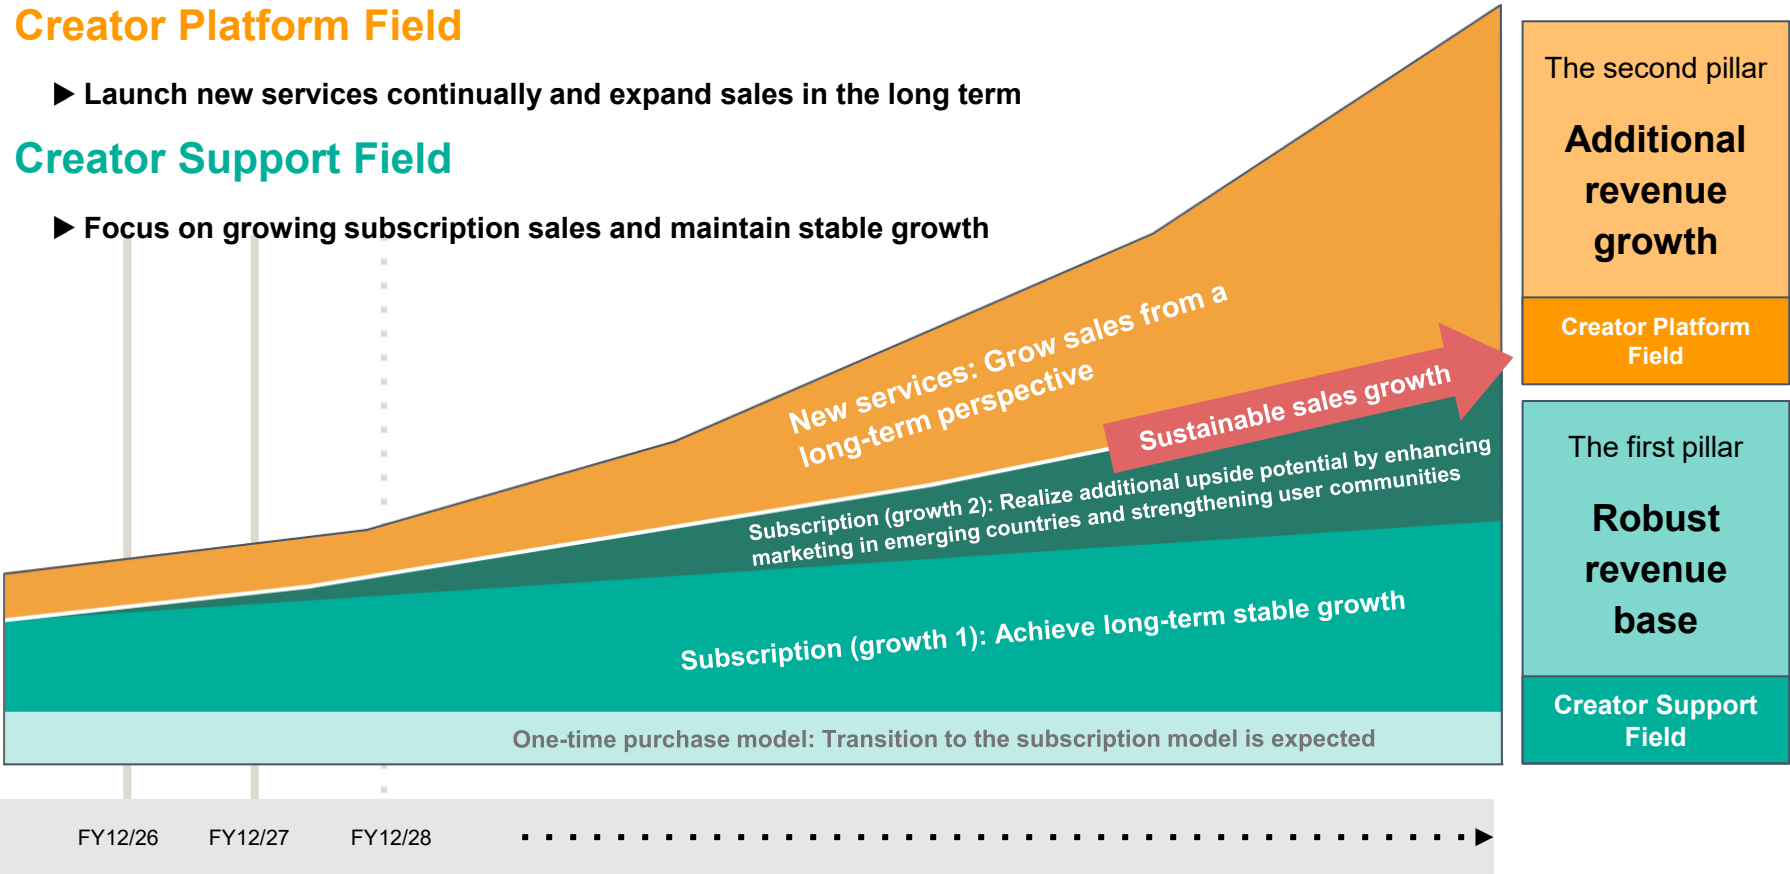 Creator Platform Field
▶ Launch new services continually and expand sales in the long term
Creator Support Field
▶ Focus on growing subscription sales and maintain stable growth
New services: Grow sales from a
long-term perspective
Sustainable sales growth
Subscription (growth 2): Realize additional upside potential by enhancing
marketing in emerging countries and strengthening user communities
Subscription (growth 1): Achieve long-term stable growth
One-time purchase model: Transition to the subscription model is expected
FY12/26
FY12/27
FY12/28
The second pillar
Additional
revenue
growth
Creator Platform
Field
The first pillar
Robust
revenue
base
Creator Support
Field